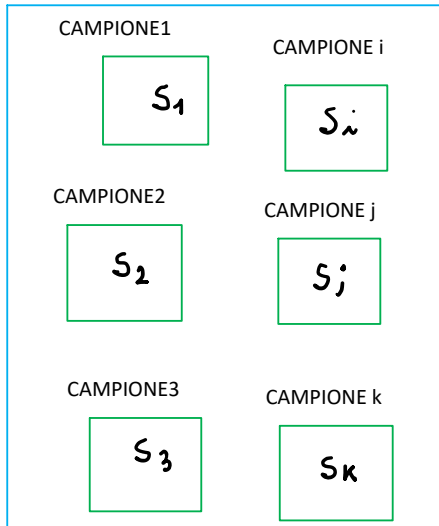 CAMPIONE1
S1
CAMPIONE2
S2
CAMPIONE3
S3
CAMPIONE i
Si
CAMPIONE j
Sj
CAMPIONE k
SK